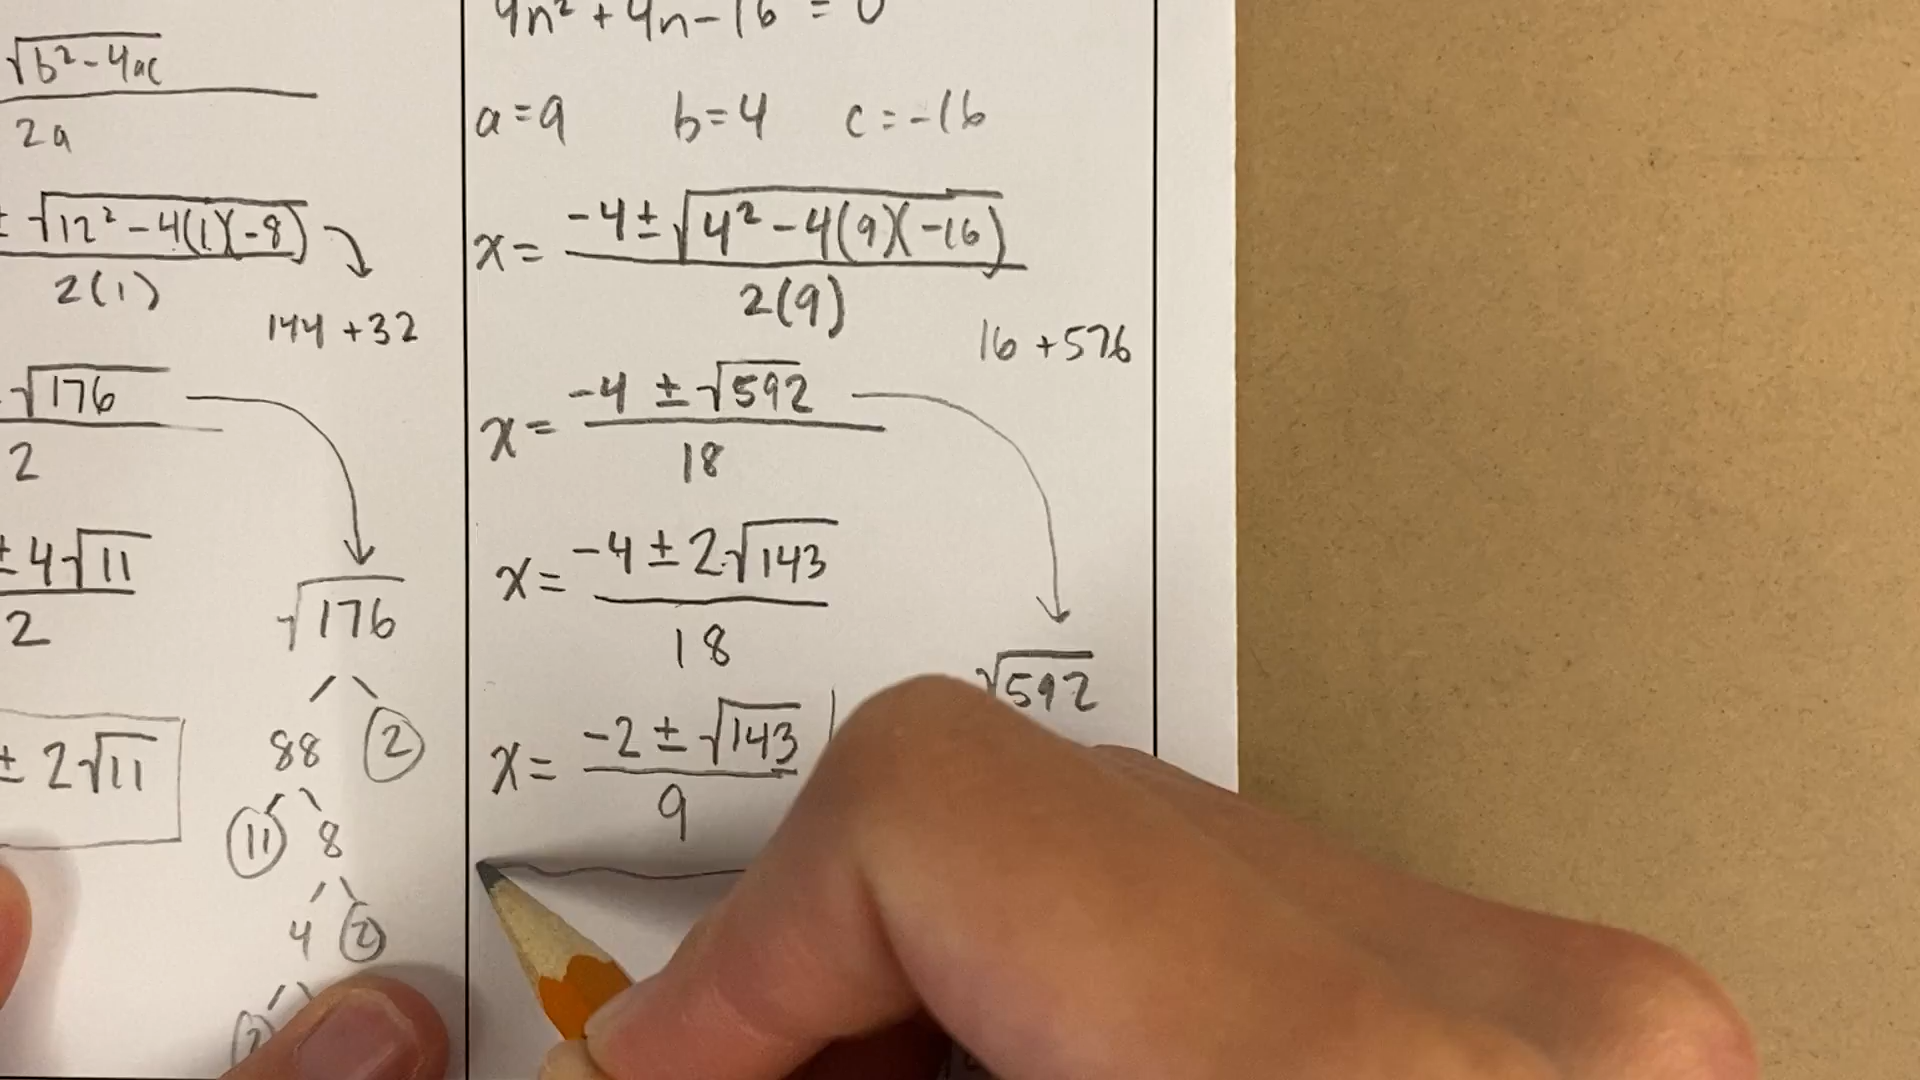 √b²-4ac
2a
± √12²-4(1)(-8)
2(1)
144 +32
√176
2
± 4√11
2
√176
88 2
11 8
4 2
± 2√11
9n² + 4n - 16 = 0
a=9 b=4 c=-16
x= -4±√4²-4(9)(-16)
2(9)
16 +576
x= -4 ±√592
18
x= -4 ± 2√143
18
√592
x= -2 ± √143
9